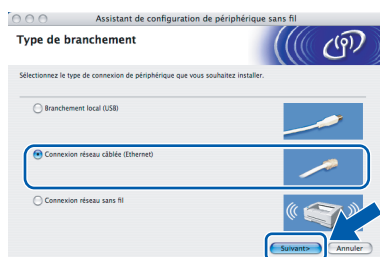 Assistant de configuration de périphérique sans fil
Type de branchement
Sélectionnez le type de connexion de périphérique que vous souhaitez installer.
Branchement local (USB)
Connexion réseau câblée (Ethernet)
Connexion réseau sans fil
Suivant>
Annuler